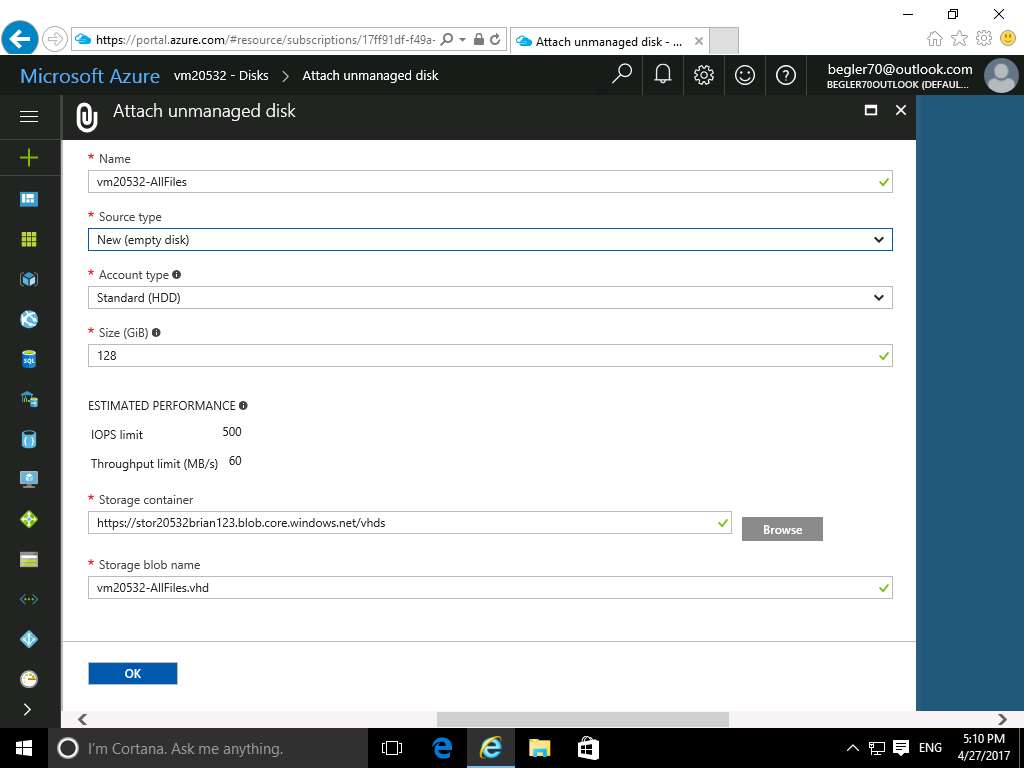 https://portal.azure.com/#resource/subscriptions/17ff91df-f49a-
Attach unmanaged disk - ...
Microsoft Azure vm20532 - Disks > Attach unmanaged disk
begler70@outlook.com
BEGLER70OUTLOOK (DEFAUL...
Attach unmanaged disk
* Name
vm20532-AllFiles
* Source type
New (empty disk)
* Account type
Standard (HDD)
* Size (GiB)
128
ESTIMATED PERFORMANCE
IOPS limit 500
Throughput limit (MB/s) 60
* Storage container
https://stor20532brian123.blob.core.windows.net/vhds
Browse
* Storage blob name
vm20532-AllFiles.vhd
OK
SQL
I'm Cortana. Ask me anything.
ENG
5:10 PM
4/27/2017